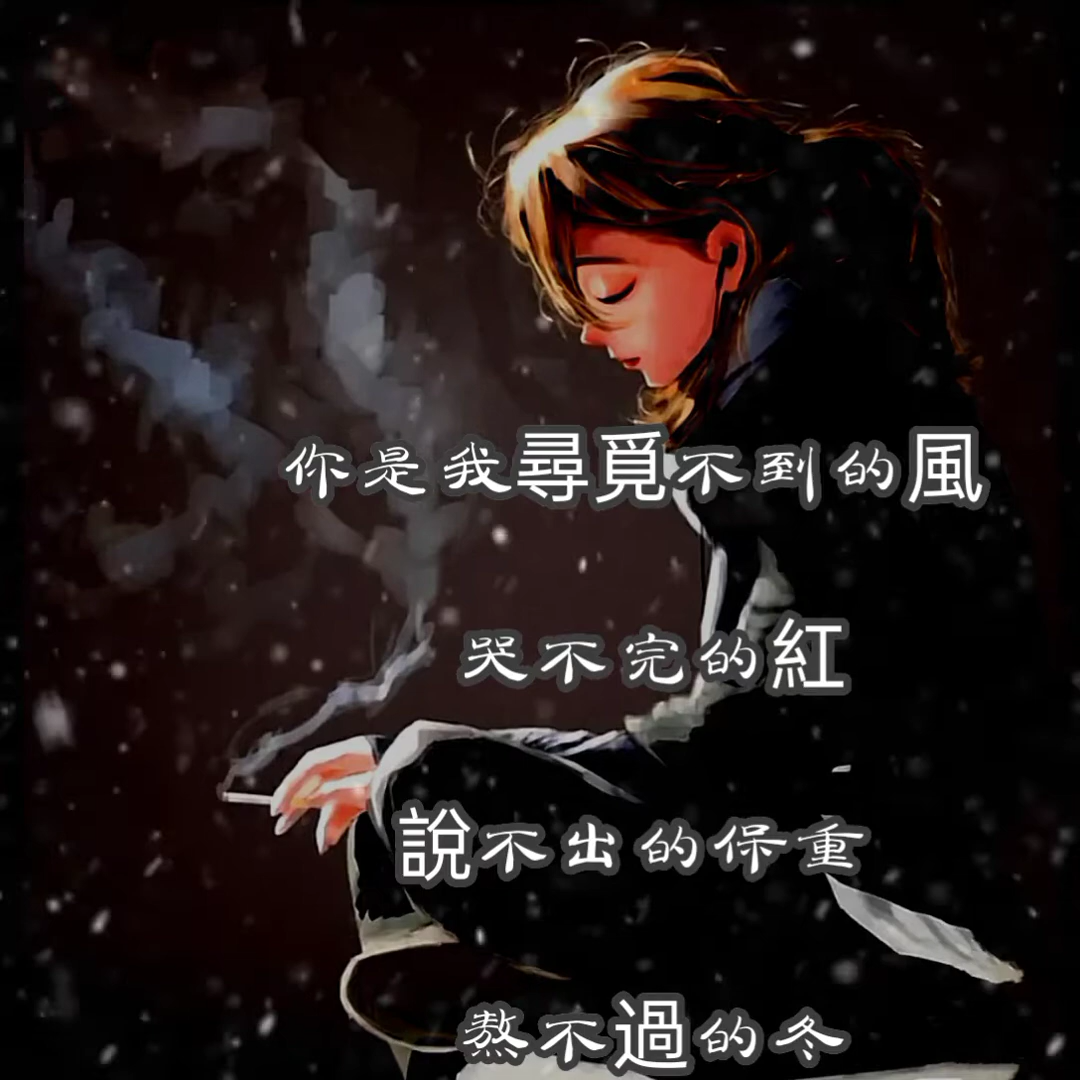 你是我尋覓不到的風
哭不完的紅
說不出的保重
熬不過的冬